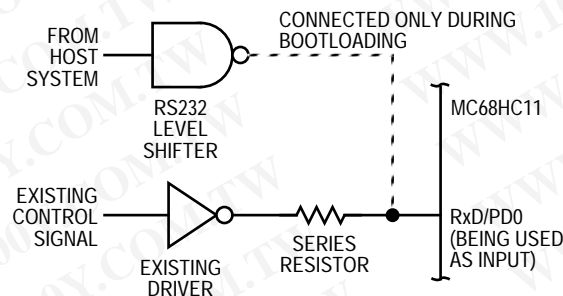 CONNECTED ONLY DURING
BOOTLOADING
FROM
HOST
SYSTEM
MC68HC11
RS232
LEVEL
SHIFTER
EXISTING
CONTROL
SIGNAL
RxD/PD0
(BEING USED
AS INPUT)
SERIES
RESISTOR
EXISTING
DRIVER